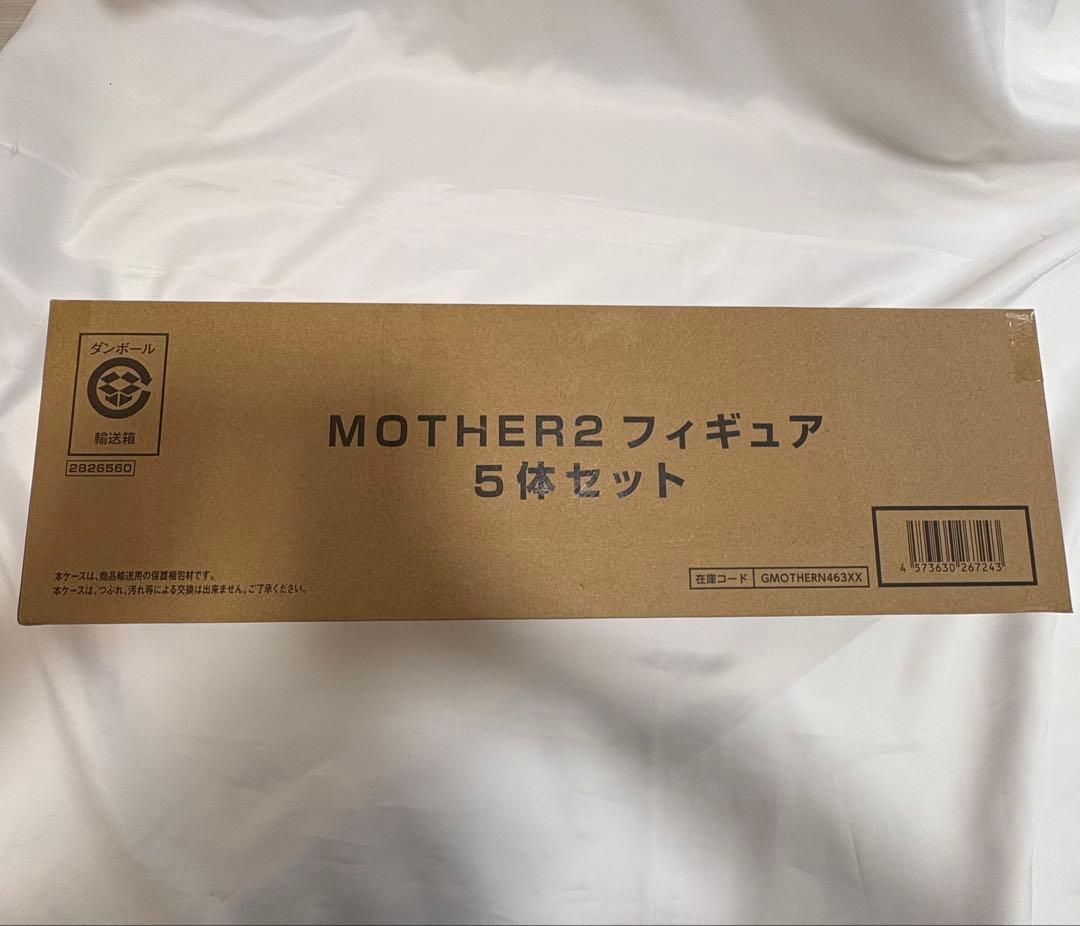 ダンボール
輸送箱
2826560
MOTHER2 フィギュア
5体セット
本ケースは、商品輸送用の保護梱包材です。
本ケースは、つぶれ、汚れ等による交換は出来ません。ご了承ください。
在庫コード GMOTHERN463XX
4 573630 267243